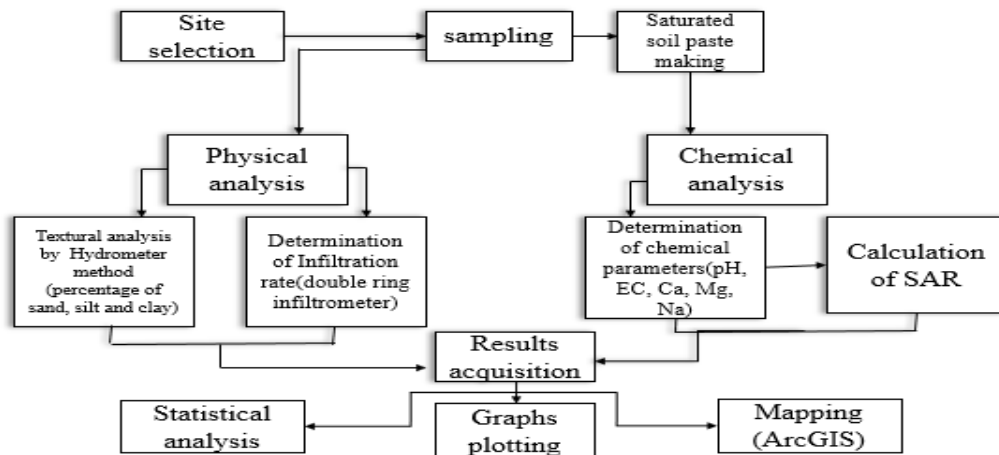 Site
selection
sampling
Saturated
soil paste
making
Physical
analysis
Chemical
analysis
Textural analysis
by Hydrometer
method
(percentage of
sand, silt and clay)
Determination
of Infiltration
rate(double ring
infiltrometer)
Determination
of chemical
parameters(pH,
EC, Ca, Mg,
Na)
Calculation
of SAR
Results
acquisition
Statistical
analysis
Graphs
plotting
Mapping
(ArcGIS)